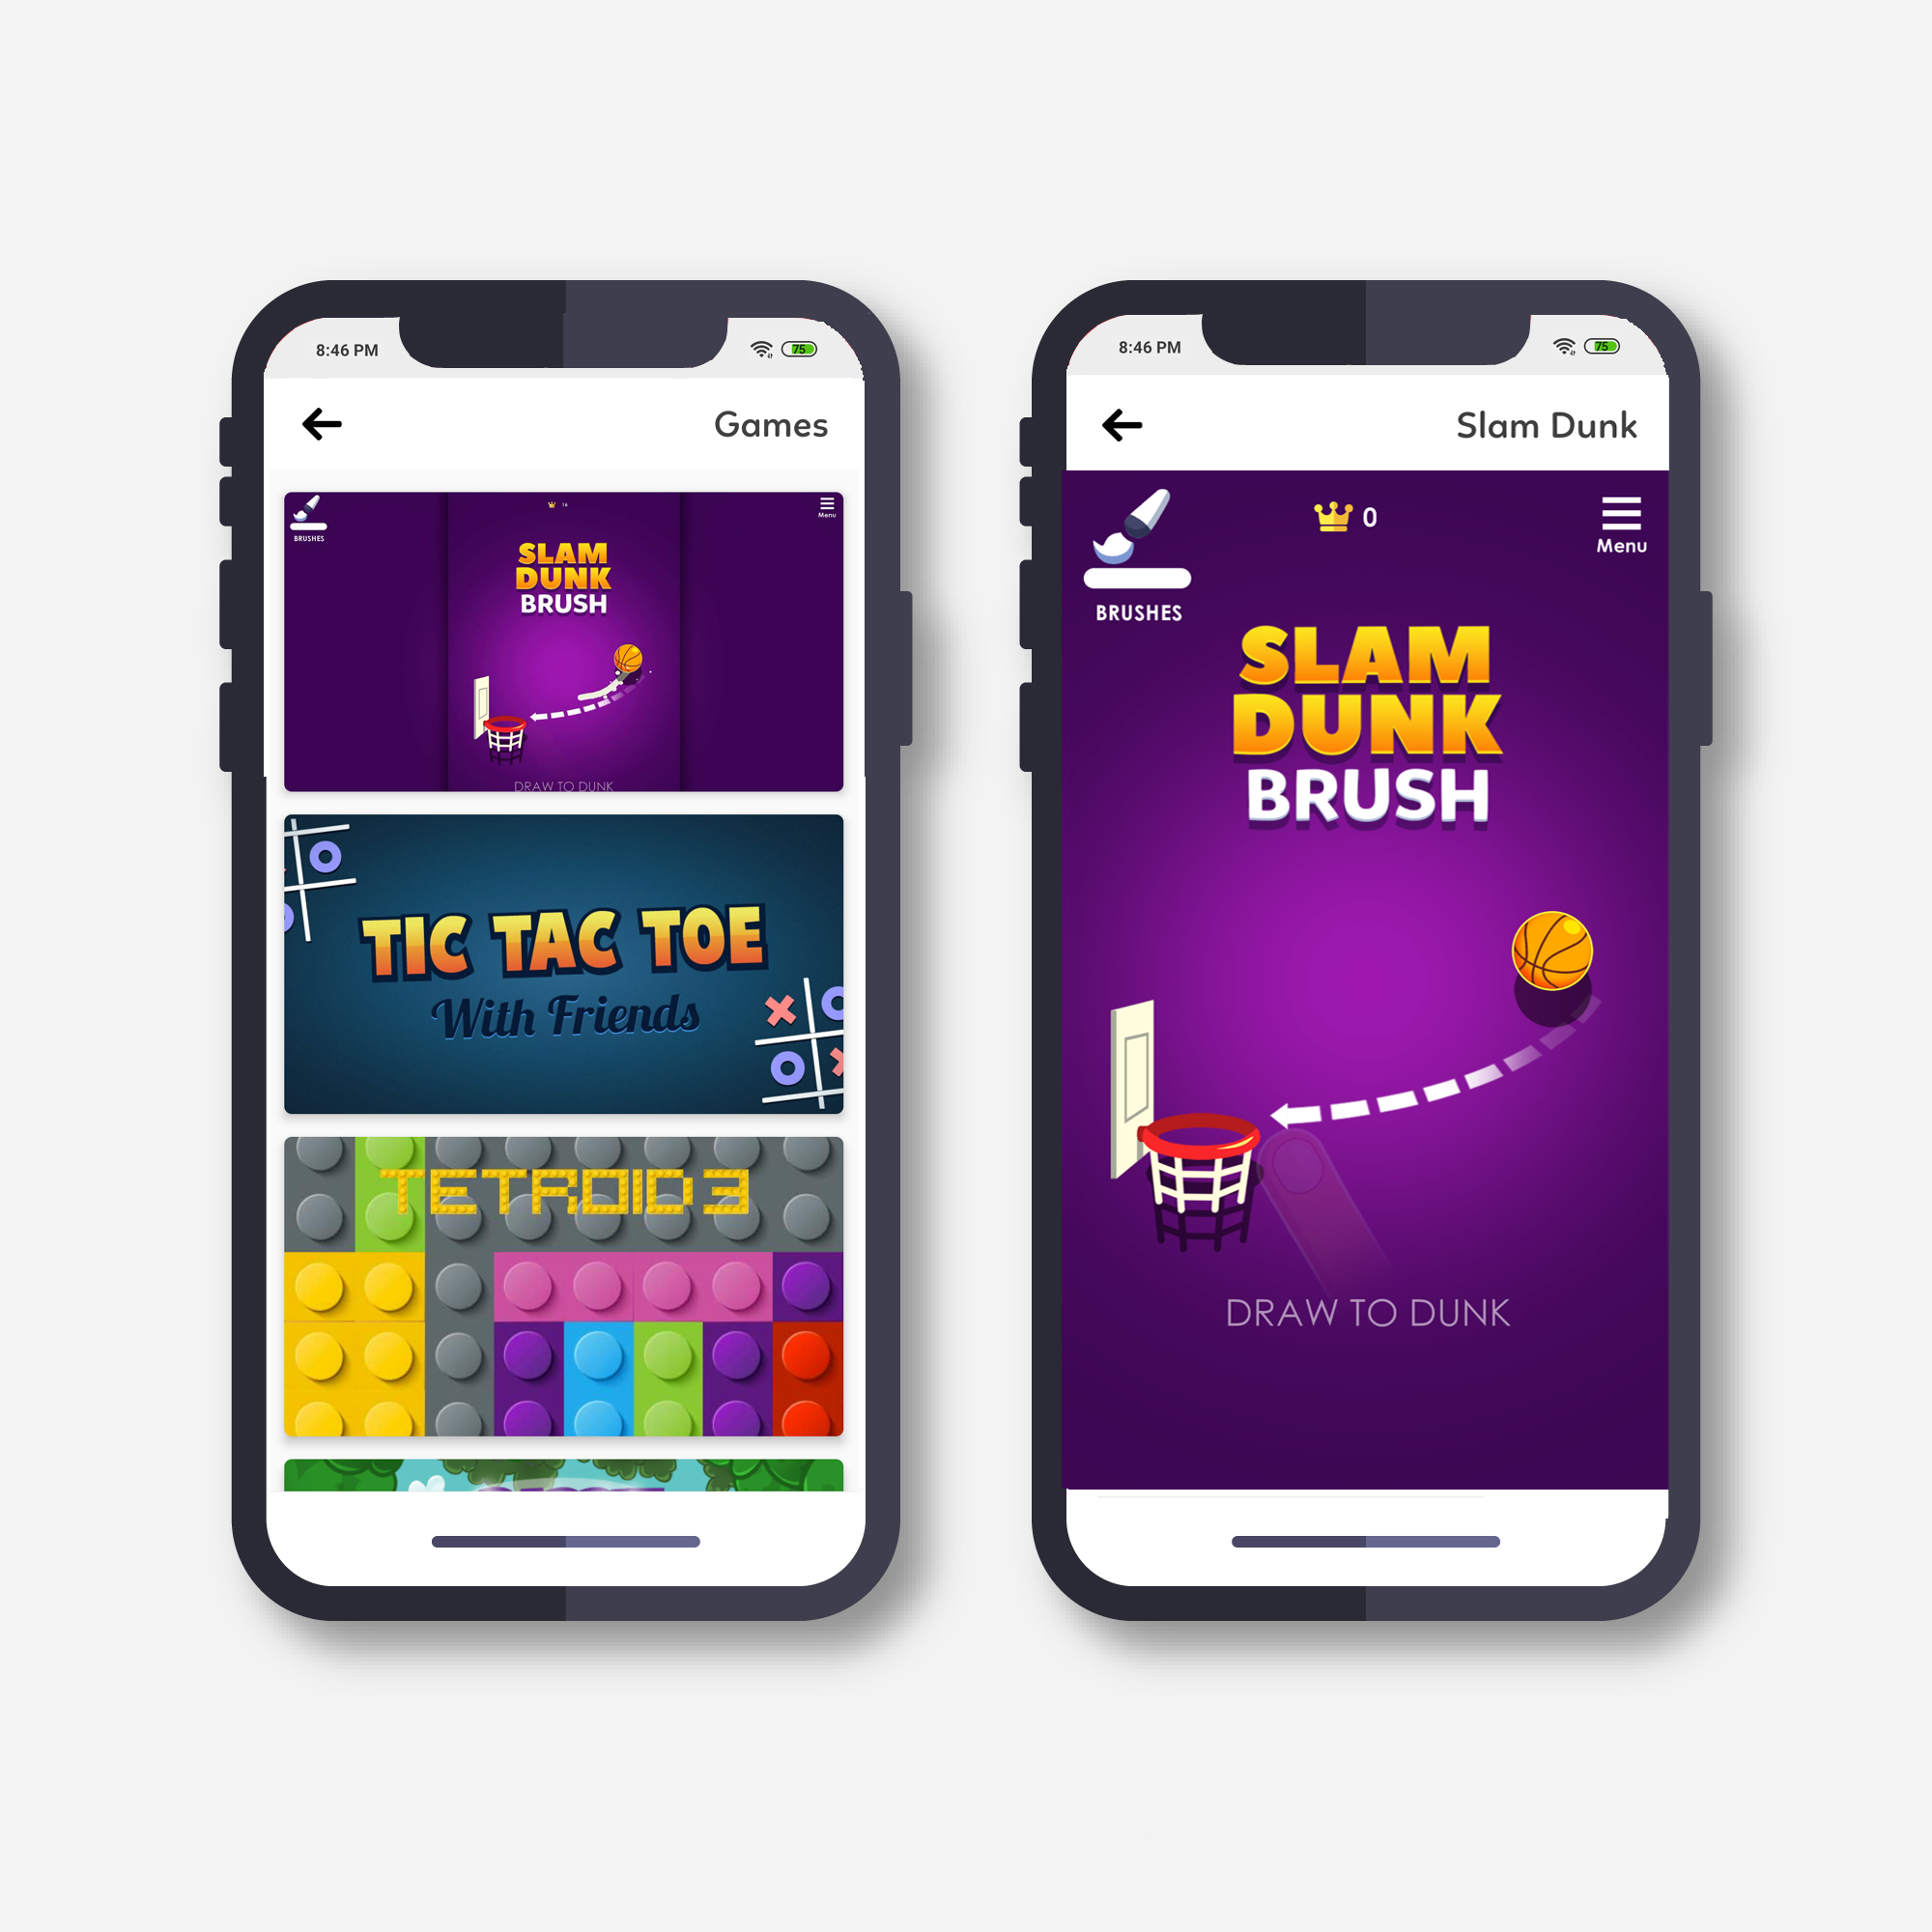 8:46 PM
75
Games
BRUSHES
16
Menu
SLAM
DUNK
BRUSH
DRAW TO DUNK
TIC TAC TOE
With Friends
TETROID 3
8:46 PM
75
Slam Dunk
BRUSHES
0
Menu
SLAM
DUNK
BRUSH
DRAW TO DUNK